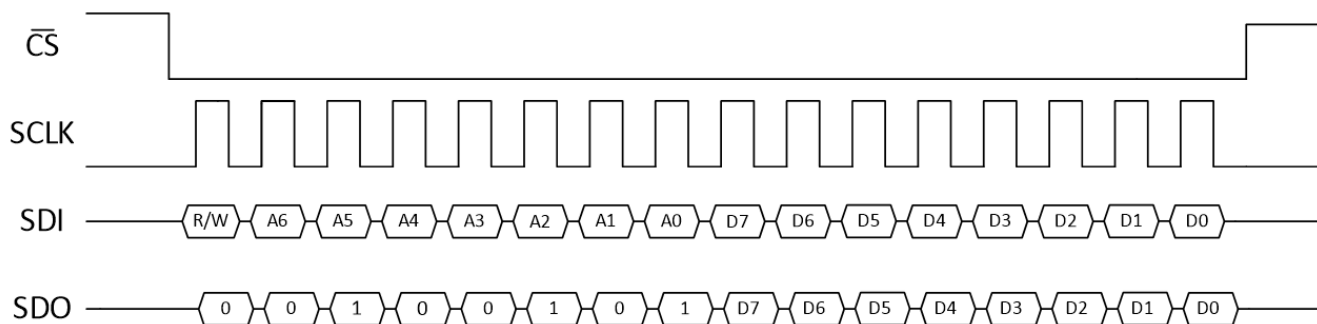 C̅S̅
SCLK
SDI R/W A6 A5 A4 A3 A2 A1 A0 D7 D6 D5 D4 D3 D2 D1 D0
SDO 0 0 1 0 0 1 0 1 D7 D6 D5 D4 D3 D2 D1 D0